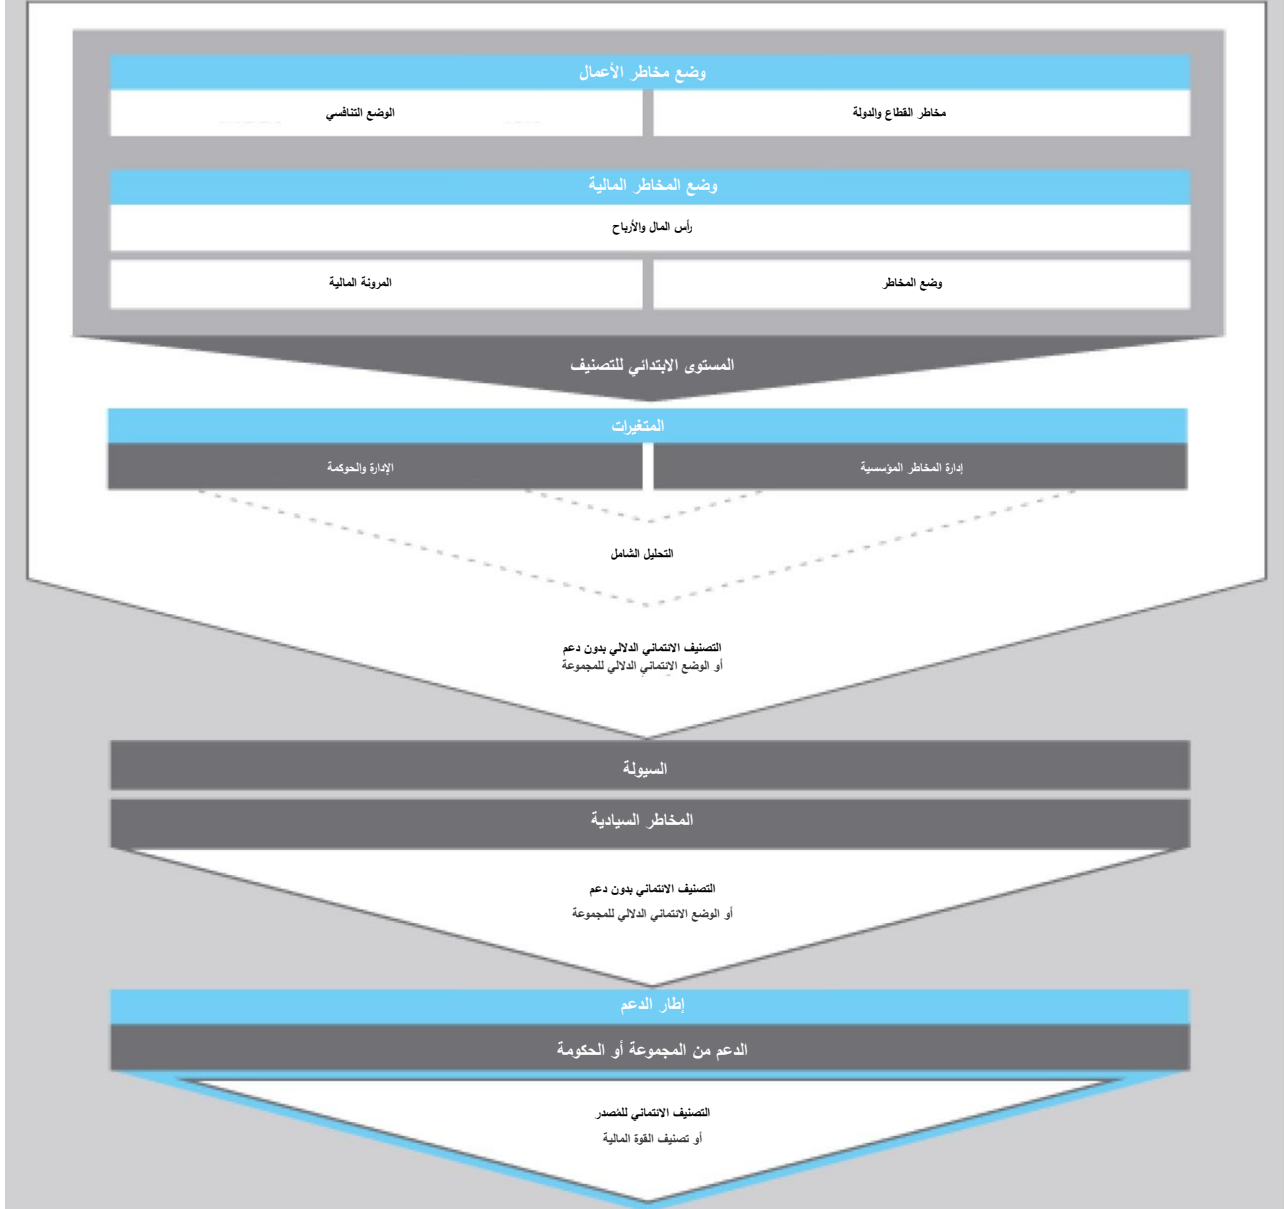 وضع مخاطر الأعمال
مخاطر القطاع والدولة
الوضع التنافسي
وضع المخاطر المالية
رأس المال والأرباح
وضع المخاطر
المرونة المالية
المستوى الابتدائي للتصنيف
المتغيرات
إدارة المخاطر المؤسسية
الإدارة والحوكمة
التحليل الشامل
التصنيف الائتماني الدلالي بدون دعم
أو الوضع الائتماني الدلالي للمجموعة
السيولة
المخاطر السيادية
التصنيف الائتماني بدون دعم
أو الوضع الائتماني الدلالي للمجموعة
إطار الدعم
الدعم من المجموعة أو الحكومة
التصنيف الائتماني للمُصدر
أو تصنيف القوة المالية